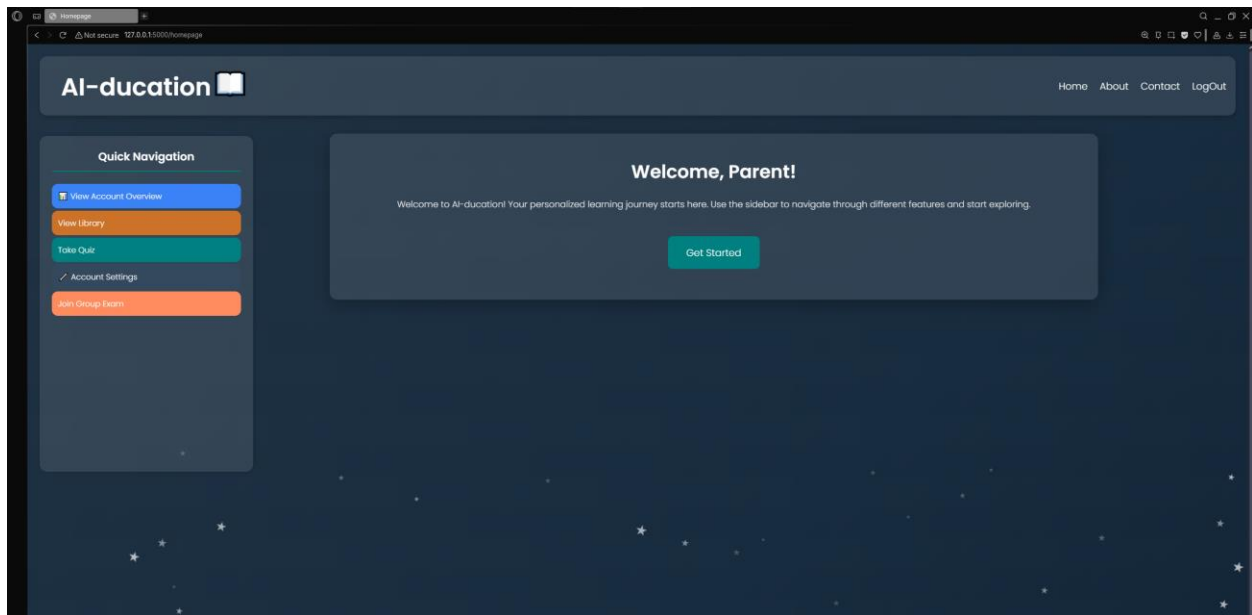 Homepage
Not secure 127.0.0.1:5000/homepage
AI-ducation
Home About Contact LogOut
Quick Navigation
View Account Overview
View Library
Take Quiz
Account Settings
Join Group Exam
Welcome, Parent!
Welcome to AI-ducation! Your personalized learning journey starts here. Use the sidebar to navigate through different features and start exploring.
Get Started